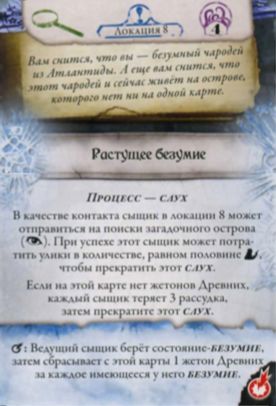 Локация 8
4
Вам снится, что вы — безумный чародей
из Атлантиды. А еще вам снится, что
этот чародей и сейчас живёт на острове,
которого нет ни на одной карте.
Растущее безумие
Процесс — слух
В качестве контакта сыщик в локации 8 может
отправиться на поиски загадочного острова
( ). При успехе этот сыщик может потра-
тить улики в количестве, равном половине ,
чтобы прекратить этот СЛУХ.
Если на этой карте нет жетонов Древних,
каждый сыщик теряет 3 рассудка,
затем прекратите этот СЛУХ.
: Ведущий сыщик берёт состояние-БЕЗУМИЕ,
затем сбрасывает с этой карты 1 жетон Древних
за каждое имеющееся у него БЕЗУМИЕ.